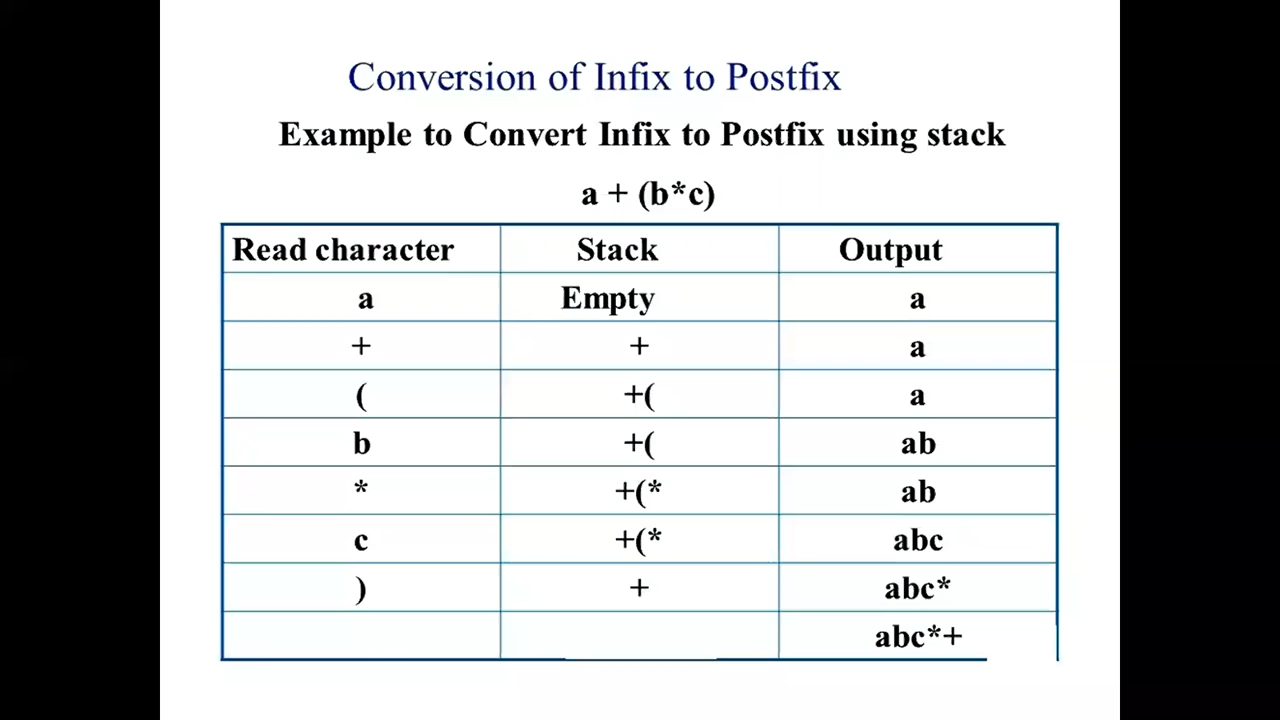 Conversion of Infix to Postfix
Example to Convert Infix to Postfix using stack
a + (b*c)
Read character Stack Output
a Empty a
+ + a
( +( a
b +( ab
* +(* ab
c +(* abc
) + abc*
abc*+